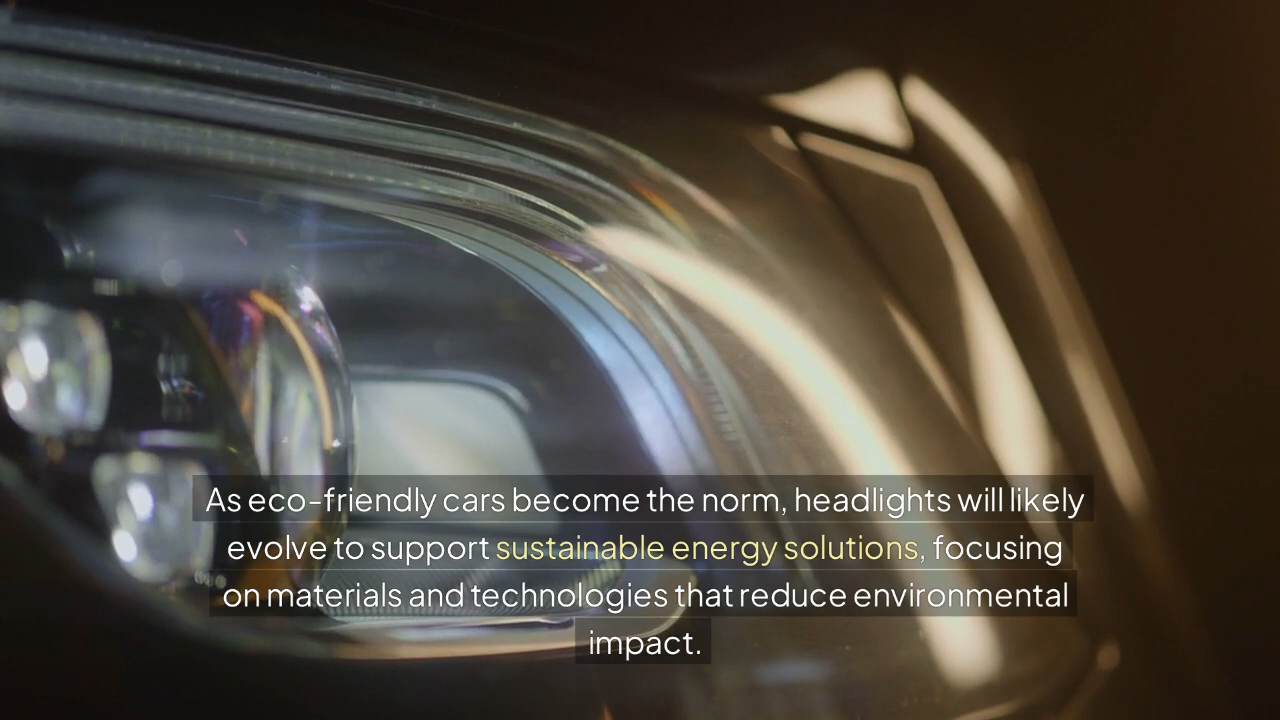 As eco-friendly cars become the norm, headlights will likely
evolve to support sustainable energy solutions, focusing
on materials and technologies that reduce environmental
impact.